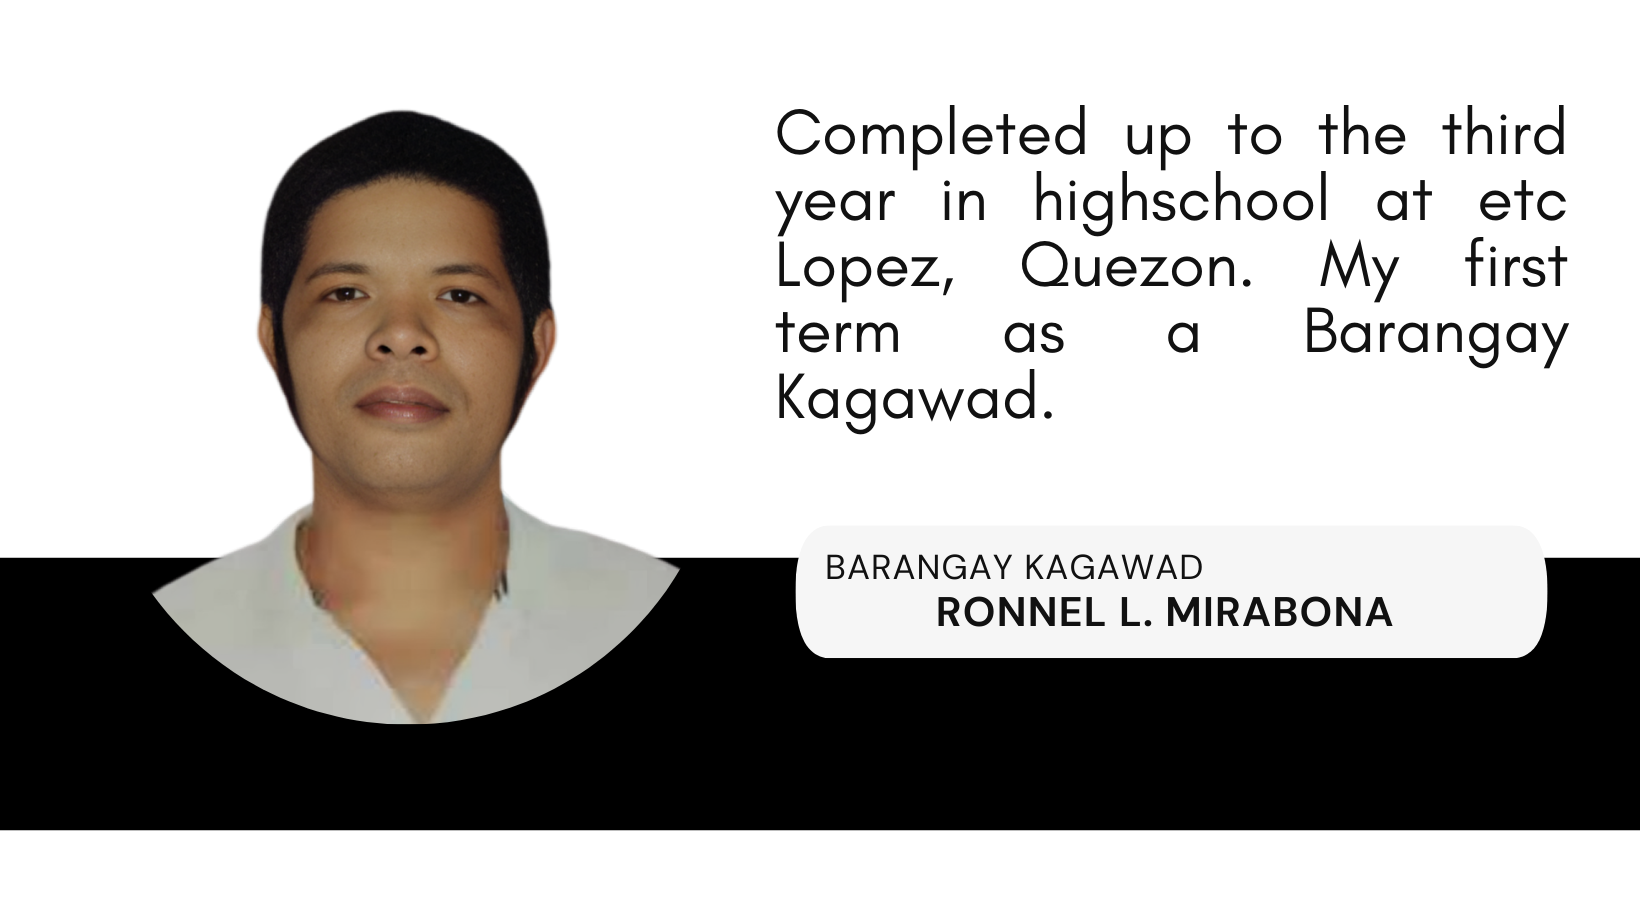 Completed up to the third
year in highschool at etc
Lopez, Quezon. My first
term as a Barangay
Kagawad.
BARANGAY KAGAWAD
RONNEL L. MIRABONA